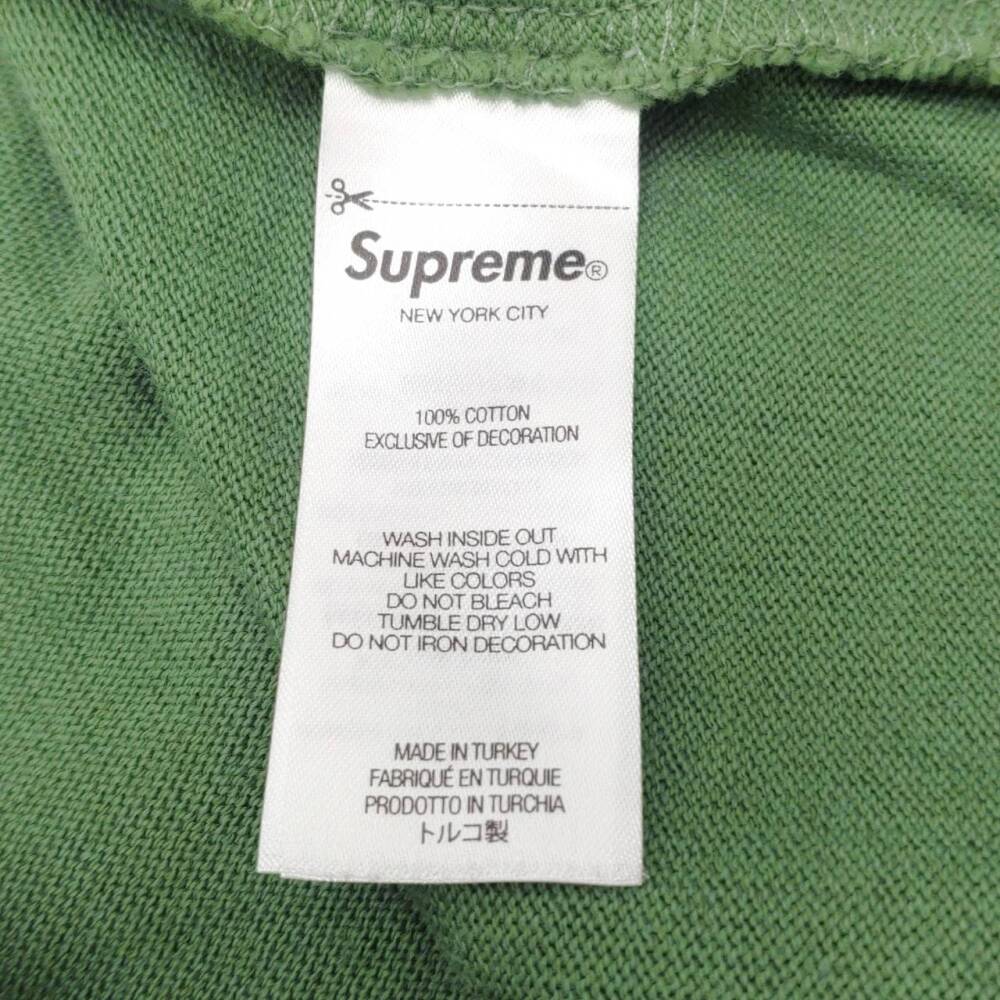 Supreme®
NEW YORK CITY
100% COTTON
EXCLUSIVE OF DECORATION
WASH INSIDE OUT
MACHINE WASH COLD WITH
LIKE COLORS
DO NOT BLEACH
TUMBLE DRY LOW
DO NOT IRON DECORATION
MADE IN TURKEY
FABRIQUÉ EN TURQUIE
PRODOTTO IN TURCHIA
トルコ製